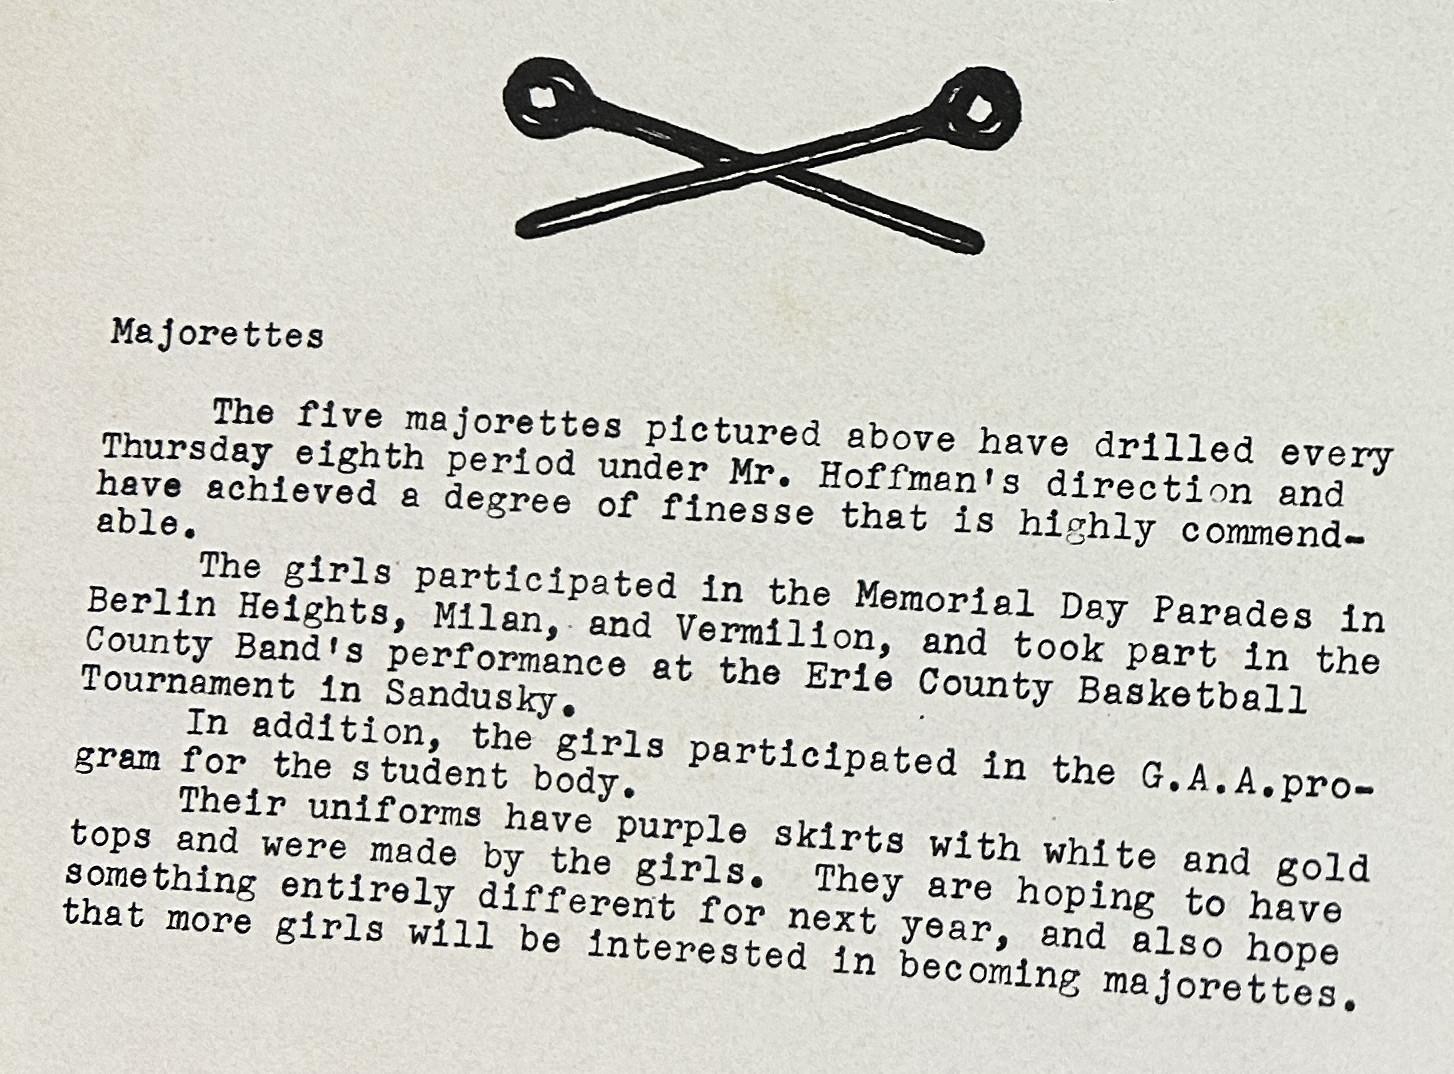 Majorettes
The five majorettes pictured above have drilled every
Thursday eighth period under Mr. Hoffman's direction and
have achieved a degree of finesse that is highly commend-
able.
The girls participated in the Memorial Day Parades in
Berlin Heights, Milan, and Vermilion, and took part in the
County Band's performance at the Erie County Basketball
Tournament in Sandusky.
In addition, the girls participated in the G.A.A.pro-
gram for the student body.
Their uniforms have purple skirts with white and gold
tops and were made by the girls.  They are hoping to have
something entirely different for next year, and also hope
that more girls will be interested in becoming majorettes.